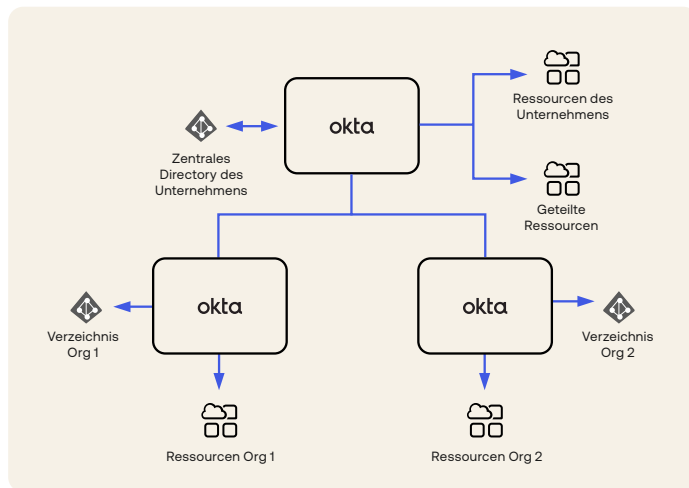 okta
Ressourcen des
Unternehmens
Zentrales
Directory des
Unternehmens
Geteilte
Ressourcen
okta
okta
Verzeichnis
Org 1
Verzeichnis
Org 2
Ressourcen Org 1
Ressourcen Org 2